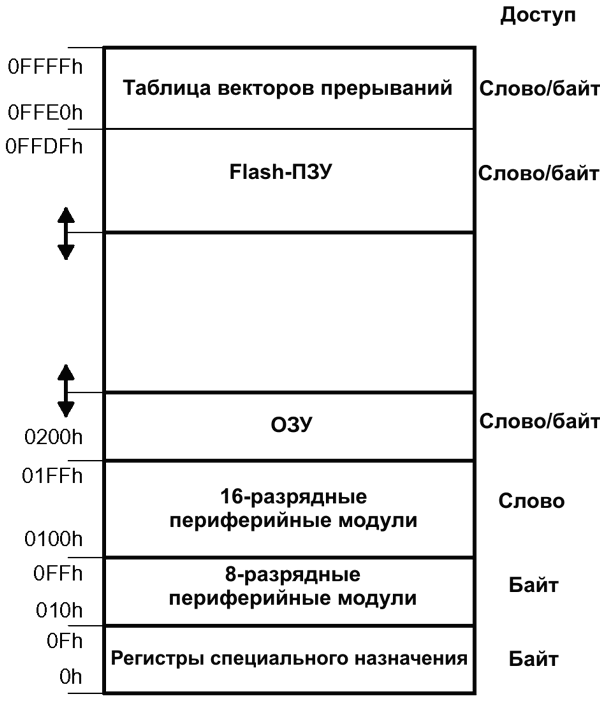 Доступ
0FFFFh
Таблица векторов прерываний
Слово/байт
0FFE0h
0FFDFh
Flash-ПЗУ
Слово/байт
ОЗУ
Слово/байт
0200h
01FFh
16-разрядные
периферийные модули
Слово
0100h
0FFh
8-разрядные
периферийные модули
Байт
010h
0Fh
Регистры специального назначения
Байт
0h